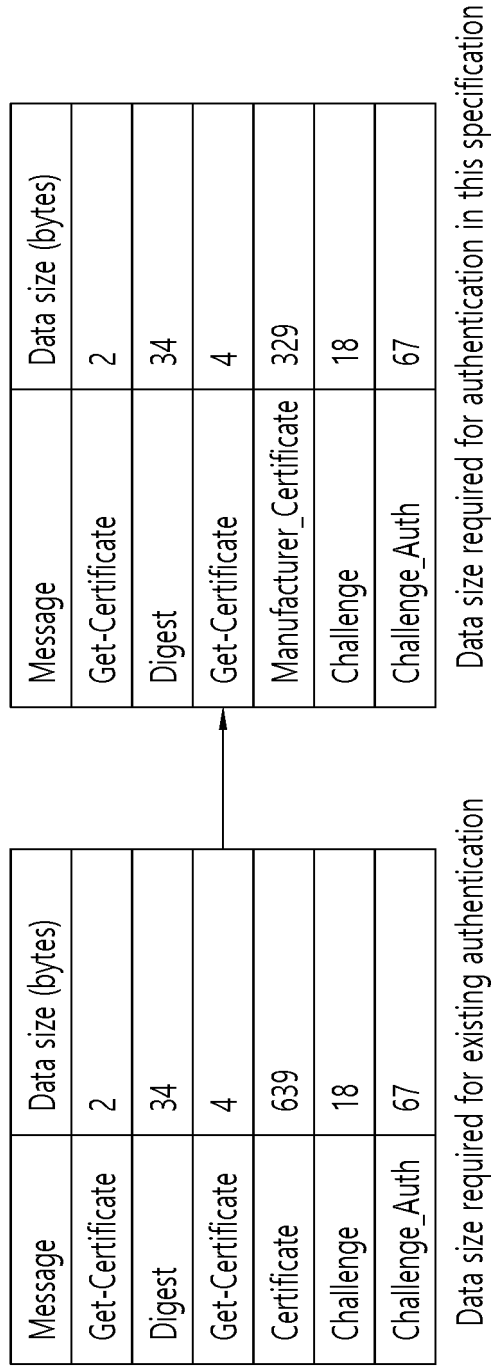 Message Data size (bytes)
Get-Certificate 2
Digest 34
Get-Certificate 4
Certificate 639
Challenge 18
Challenge_Auth 67
Data size required for existing authentication
Message Data size (bytes)
Get-Certificate 2
Digest 34
Get-Certificate 4
Manufacturer_Certificate 329
Challenge 18
Challenge_Auth 67
Data size required for authentication in this specification